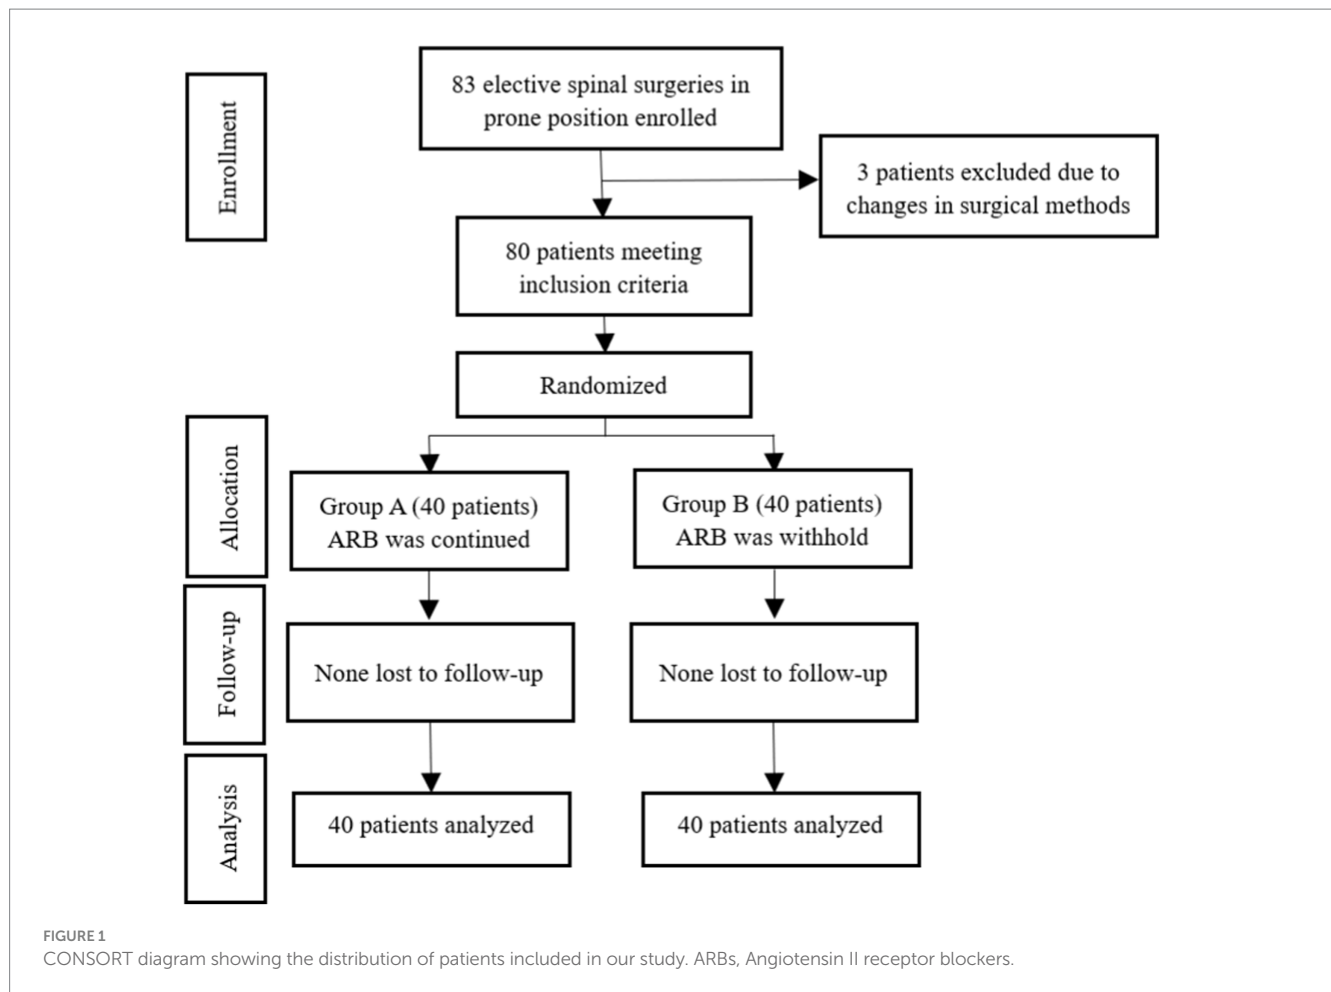 Enrollment
83 elective spinal surgeries in
prone position enrolled
3 patients excluded due to
changes in surgical methods
80 patients meeting
inclusion criteria
Randomized
Allocation
Group A (40 patients)
ARB was continued
Group B (40 patients)
ARB was withhold
Follow-up
None lost to follow-up
None lost to follow-up
Analysis
40 patients analyzed
40 patients analyzed
FIGURE 1
CONSORT diagram showing the distribution of patients included in our study. ARBs, Angiotensin II receptor blockers.